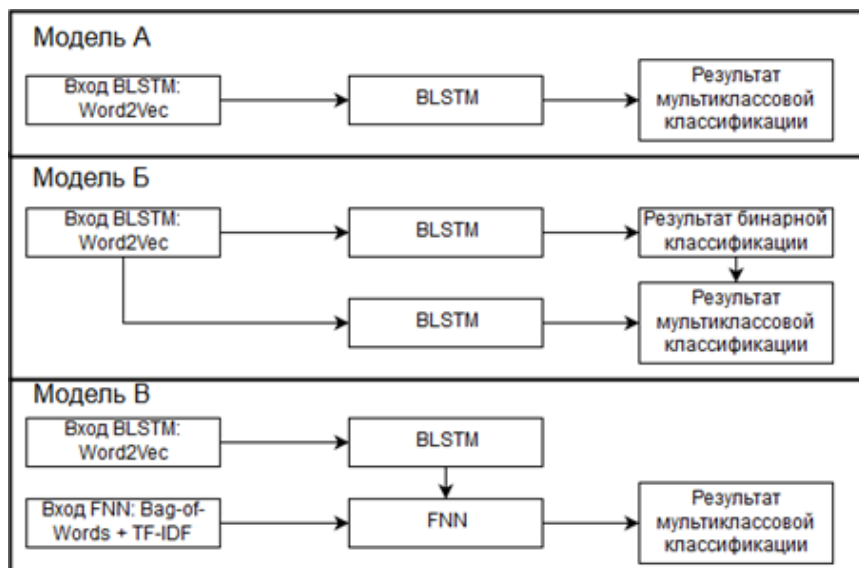 Модель А
Вход BLSTM:
Word2Vec
BLSTM
Результат
мультиклассовой
классификации
Модель Б
Вход BLSTM:
Word2Vec
BLSTM
Результат бинарной
классификации
BLSTM
Результат
мультиклассовой
классификации
Модель В
Вход BLSTM:
Word2Vec
BLSTM
Вход FNN: Bag-of-
Words + TF-IDF
FNN
Результат
мультиклассовой
классификации